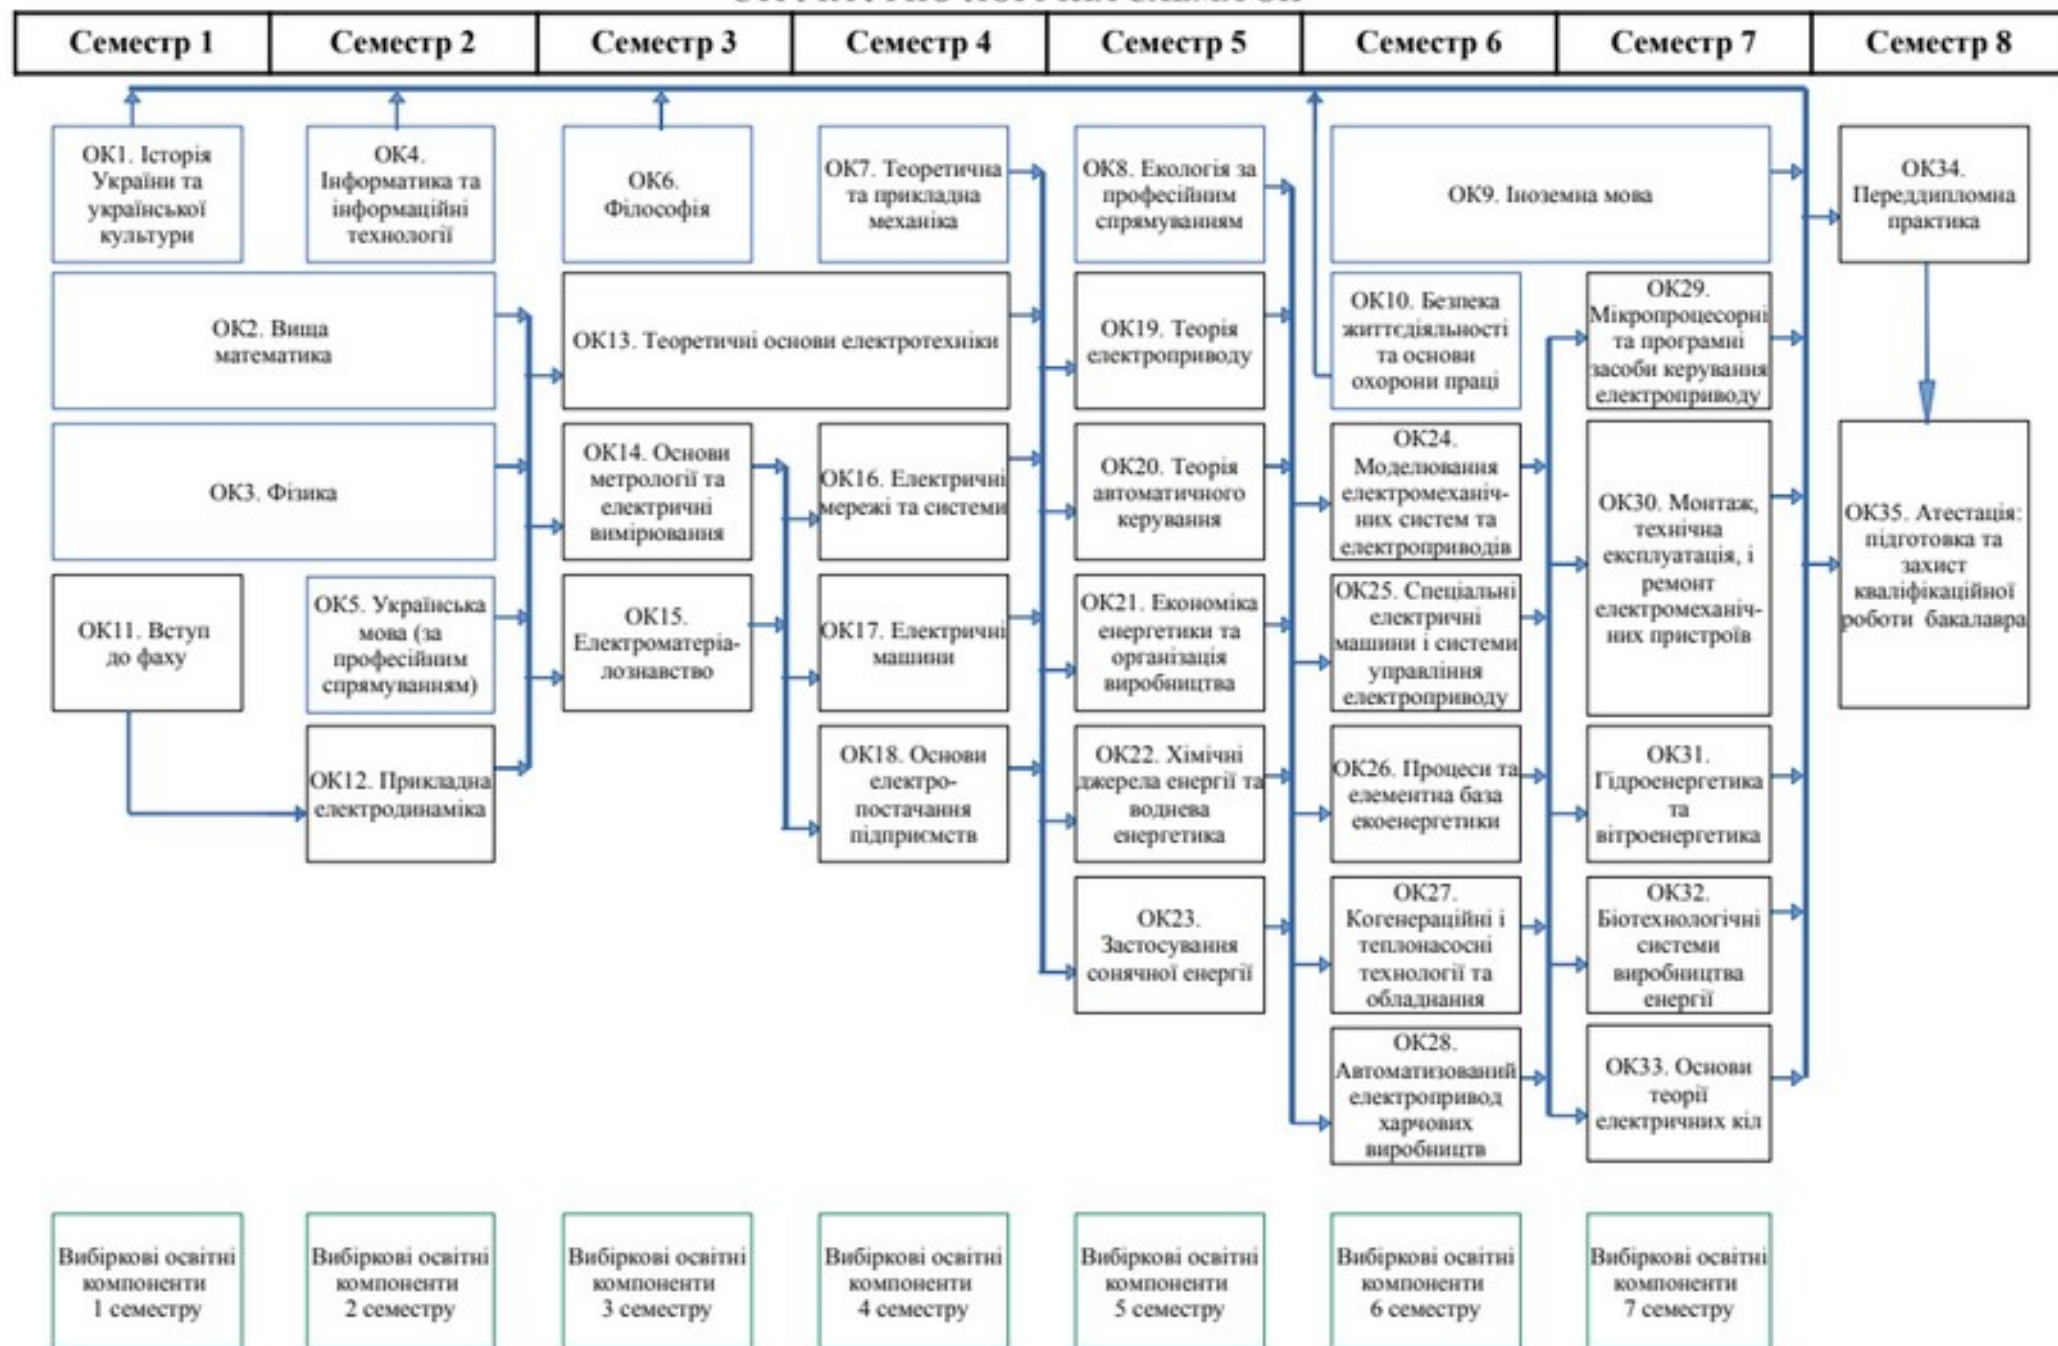 Семестр 1
Семестр 2
Семестр 3
Семестр 4
Семестр 5
Семестр 6
Семестр 7
Семестр 8
ОК1. Історія
України та
української
культури
ОК4.
Інформатика та
інформаційні
технології
ОК6.
Філософія
ОК7. Теоретична
та прикладна
механіка
ОК8. Екологія за
професійним
спрямуванням
ОК9. Іноземна мова
ОК34.
Переддипломна
практика
ОК2. Вища
математика
ОК13. Теоретичні основи електротехніки
ОК19. Теорія
електроприводу
ОК10. Безпека
життєдіяльності
та основи
охорони праці
ОК29.
Мікропроцесорні
та програмні
засоби керування
електроприводу
ОК3. Фізика
ОК14. Основи
метрології та
електричні
вимірювання
ОК16. Електричні
мережі та системи
ОК20. Теорія
автоматичного
керування
ОК24.
Моделювання
електромеханіч-
них систем та
електроприводів
ОК30. Монтаж,
технічна
експлуатація, і
ремонт
електромеханіч-
них пристроїв
ОК35. Атестація:
підготовка та
захист
кваліфікаційної
роботи бакалавра
ОК11. Вступ
до фаху
ОК5. Українська
мова (за
професійним
спрямуванням)
ОК15.
Електроматеріа-
лознавство
ОК17. Електричні
машини
ОК21. Економіка
енергетики та
організація
виробництва
ОК25. Спеціальні
електричні
машини і системи
управління
електроприводу
ОК12. Прикладна
електродинаміка
ОК18. Основи
електро-
постачання
підприємств
ОК22. Хімічні
джерела енергії та
воднева
енергетика
ОК26. Процеси та
елементна база
екоенергетики
ОК31.
Гідроенергетика
та
вітроенергетика
ОК23.
Застосування
сонячної енергії
ОК27.
Когенераційні і
теплонасосні
технології та
обладнання
ОК32.
Біотехнологічні
системи
виробництва
енергії
ОК28.
Автоматизований
електропривод
харчових
виробництв
ОК33. Основи
теорії
електричних кіл
Вибіркові освітні
компоненти
1 семестру
Вибіркові освітні
компоненти
2 семестру
Вибіркові освітні
компоненти
3 семестру
Вибіркові освітні
компоненти
4 семестру
Вибіркові освітні
компоненти
5 семестру
Вибіркові освітні
компоненти
6 семестру
Вибіркові освітні
компоненти
7 семестру